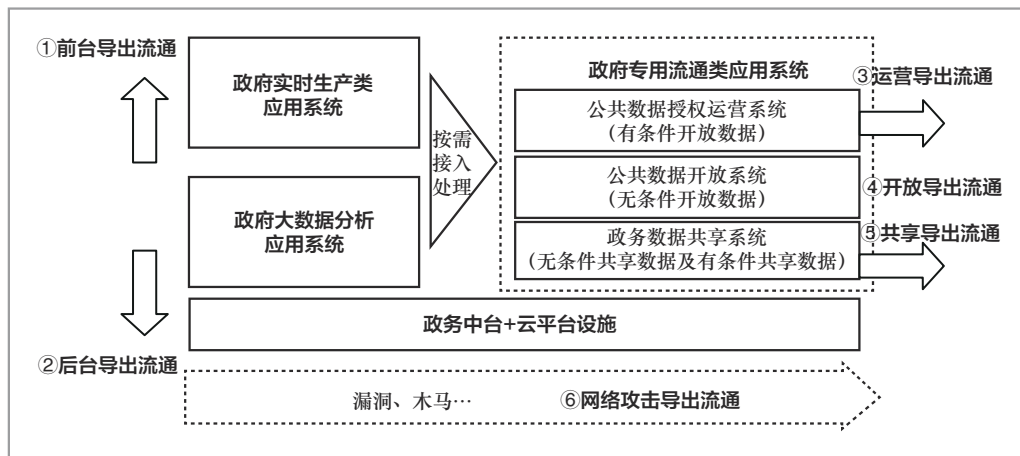 ①前台导出流通
政府实时生产类
应用系统
政府大数据分析
应用系统
②后台导出流通
按需
接入
处理
政府专用流通类应用系统
公共数据授权运营系统
（有条件开放数据）
公共数据开放系统
（无条件开放数据）
政务数据共享系统
（无条件共享数据及有条件共享数据）
③运营导出流通
④开放导出流通
⑤共享导出流通
政务中台+云平台设施
漏洞、木马…
⑥网络攻击导出流通